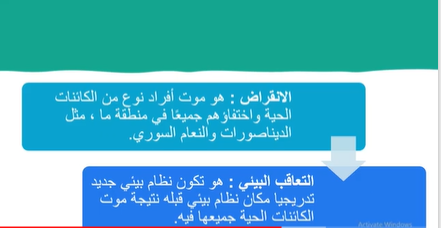 الانقراض : هو موت أفراد نوع من الكائنات
الحية واختفاؤهم جميعًا في منطقة ما ، مثل
الديناصورات والنعام السوري.
التعاقب البيئي : هو تكون نظام بيئي جديد
تدريجيا مكان نظام بيئي قبله نتيجة موت
الكائنات الحية جميعها فيه.
Activate Windows